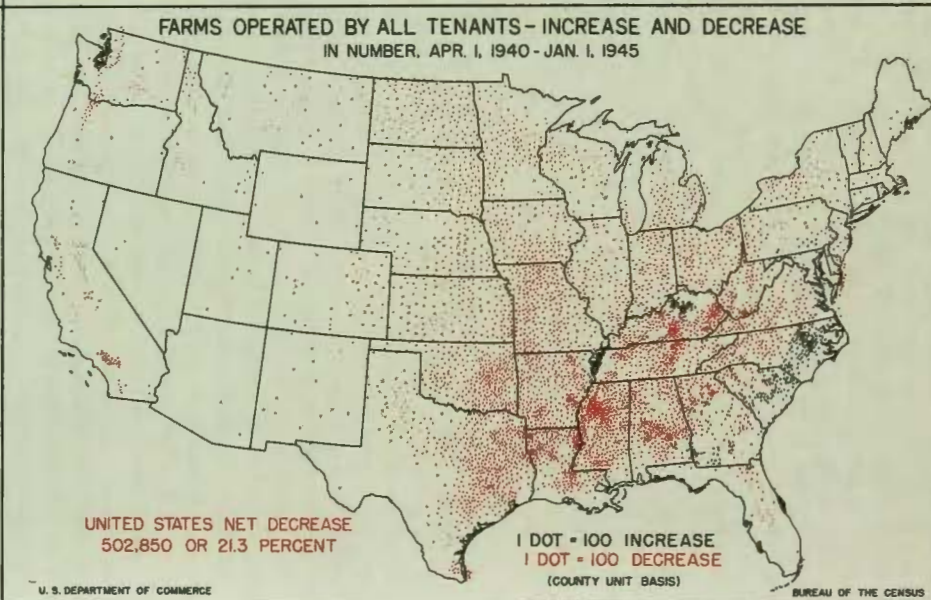 FARMS OPERATED BY ALL TENANTS - INCREASE AND DECREASE
IN NUMBER, APR. 1, 1940 - JAN. 1, 1945
UNITED STATES NET DECREASE
502,850 OR 21.3 PERCENT
1 DOT = 100 INCREASE
1 DOT = 100 DECREASE
(COUNTY UNIT BASIS)
U. S. DEPARTMENT OF COMMERCE
BUREAU OF THE CENSUS